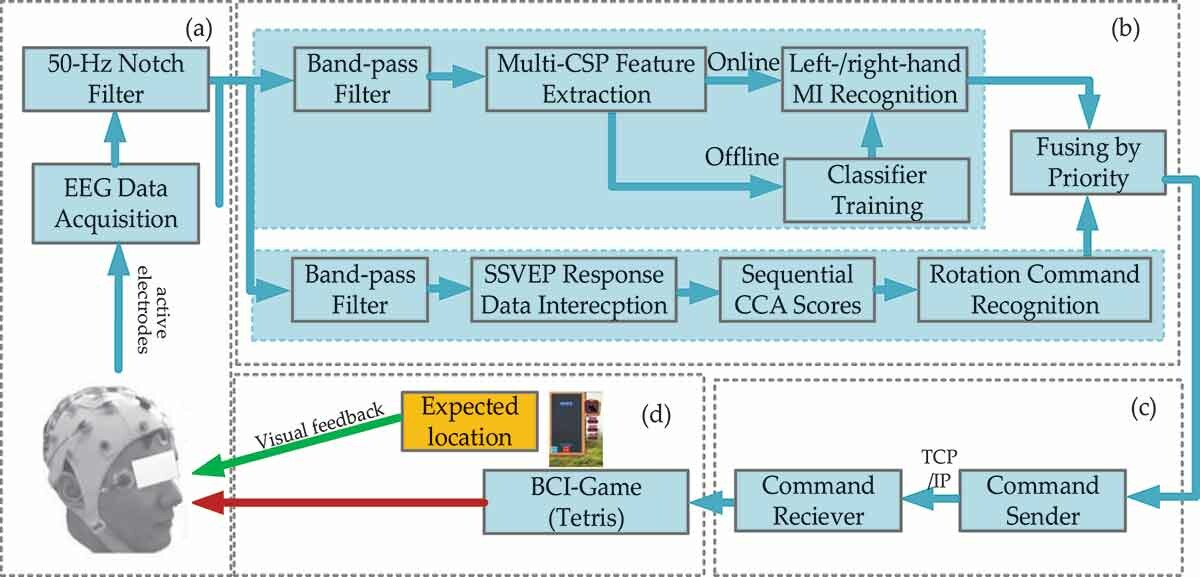 (a)
50-Hz Notch
Filter
EEG Data
Acquisition
active
electrodes
(b)
Band-pass
Filter
Multi-CSP Feature
Extraction
Online
Left-/right-hand
MI Recognition
Offline
Classifier
Training
Fusing by
Priority
Band-pass
Filter
SSVEP Response
Data Interecption
Sequential
CCA Scores
Rotation Command
Recognition
(c)
Command
Sender
TCP
/IP
Command
Reciever
(d)
BCI-Game
(Tetris)
Expected
location
Visual feedback